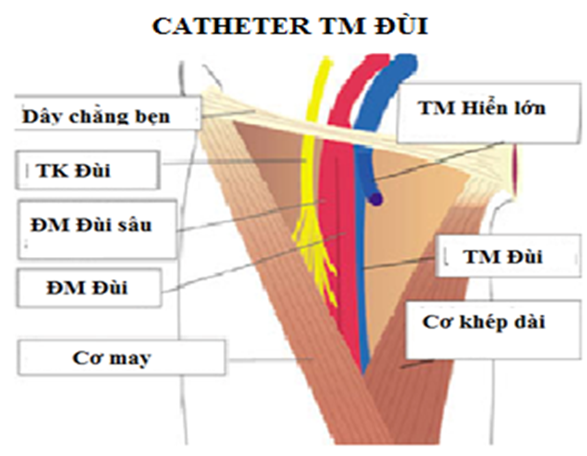 CATHETER TM ĐÙI
Dây chằng bẹn
TM Hiển lớn
TK Đùi
ĐM Đùi sâu
TM Đùi
ĐM Đùi
Cơ khép dài
Cơ may